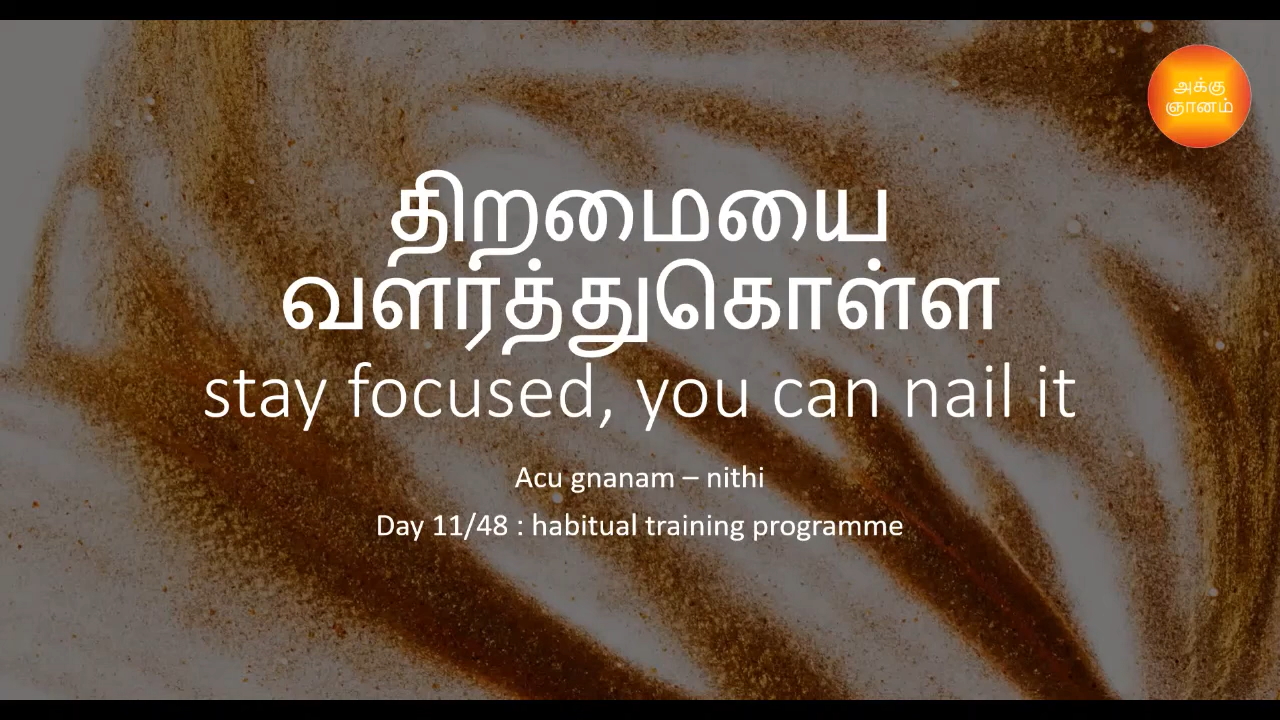 அக்கு
ஞானம்
திறமையை
வளர்த்துகொள்ள
stay focused, you can nail it
Acu gnanam – nithi
Day 11/48 : habitual training programme